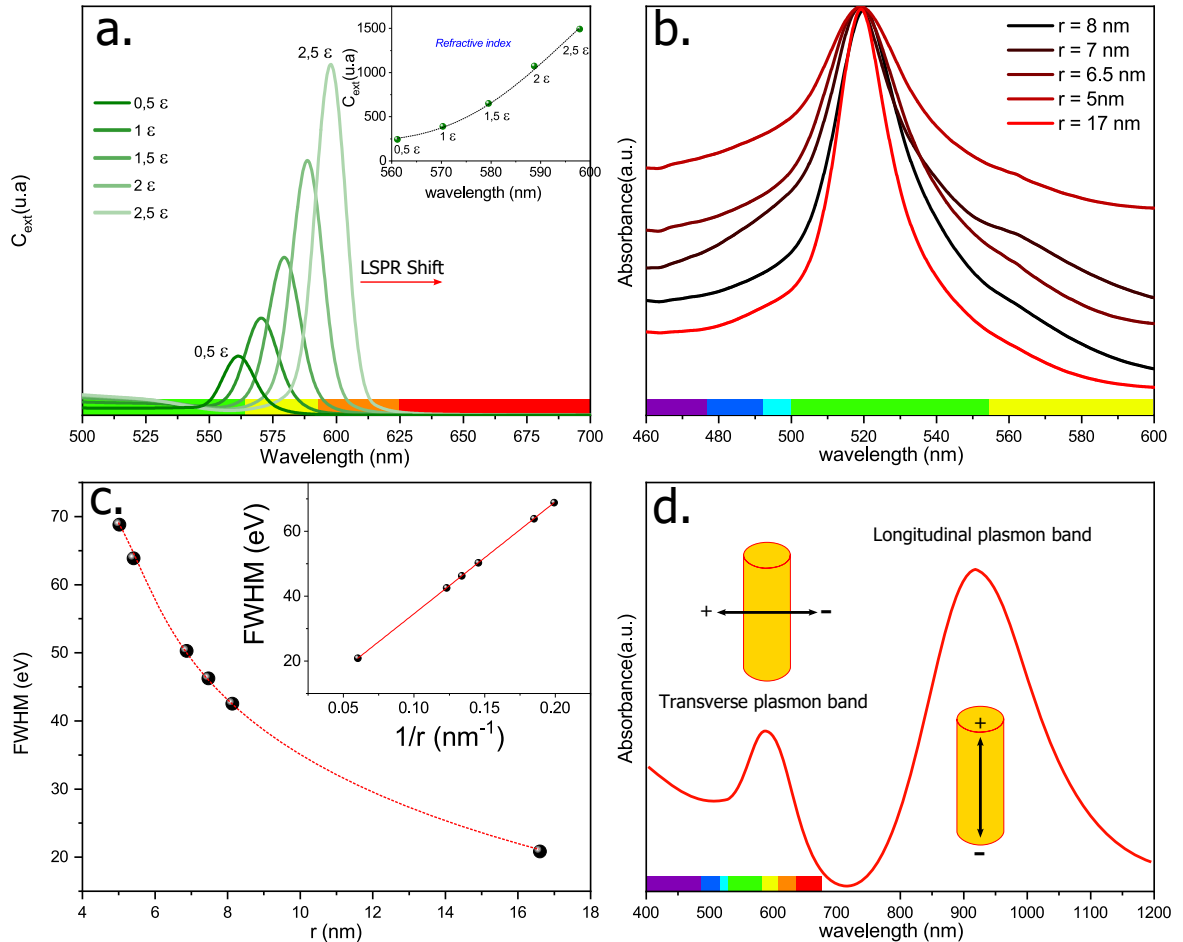 a.
C_ext(u.a)
0,5 ε
1 ε
1,5 ε
2 ε
2,5 ε
2,5 ε
0,5 ε
LSPR Shift
500 525 550 575 600 625 650 675 700
Wavelength (nm)
Refractive index
C_ext(u.a)
1500
1000
500
0
0,5 ε
1 ε
1,5 ε
2 ε
2,5 ε
560 570 580 590 600
wavelength (nm)
b.
Absorbance(a.u.)
r = 8 nm
r = 7 nm
r = 6.5 nm
r = 5nm
r = 17 nm
460 480 500 520 540 560 580 600
wavelength (nm)
c.
FWHM (eV)
70
60
50
40
30
20
4 6 8 10 12 14 16 18
r (nm)
FWHM (eV)
60
40
20
0.05 0.10 0.15 0.20
1/r (nm⁻¹)
d.
Absorbance(a.u.)
Longitudinal plasmon band
+ -
Transverse plasmon band
+
-
400 500 600 700 800 900 1000 1100 1200
wavelength (nm)